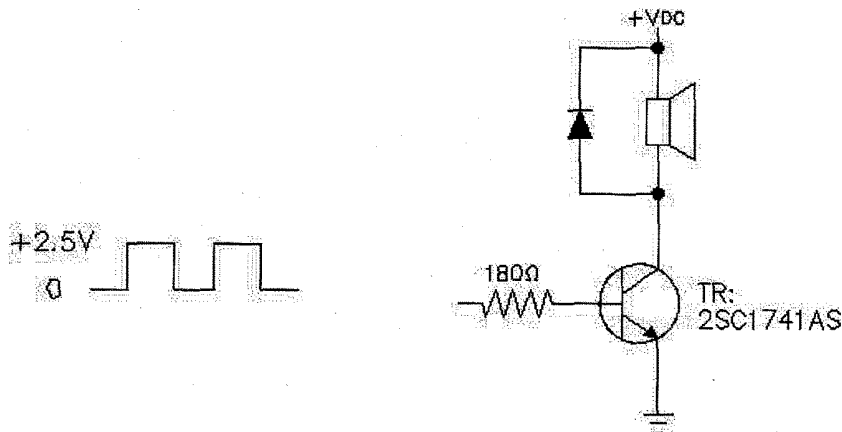 +VDC
+2.5V
0
180Ω
TR:
2SC1741AS